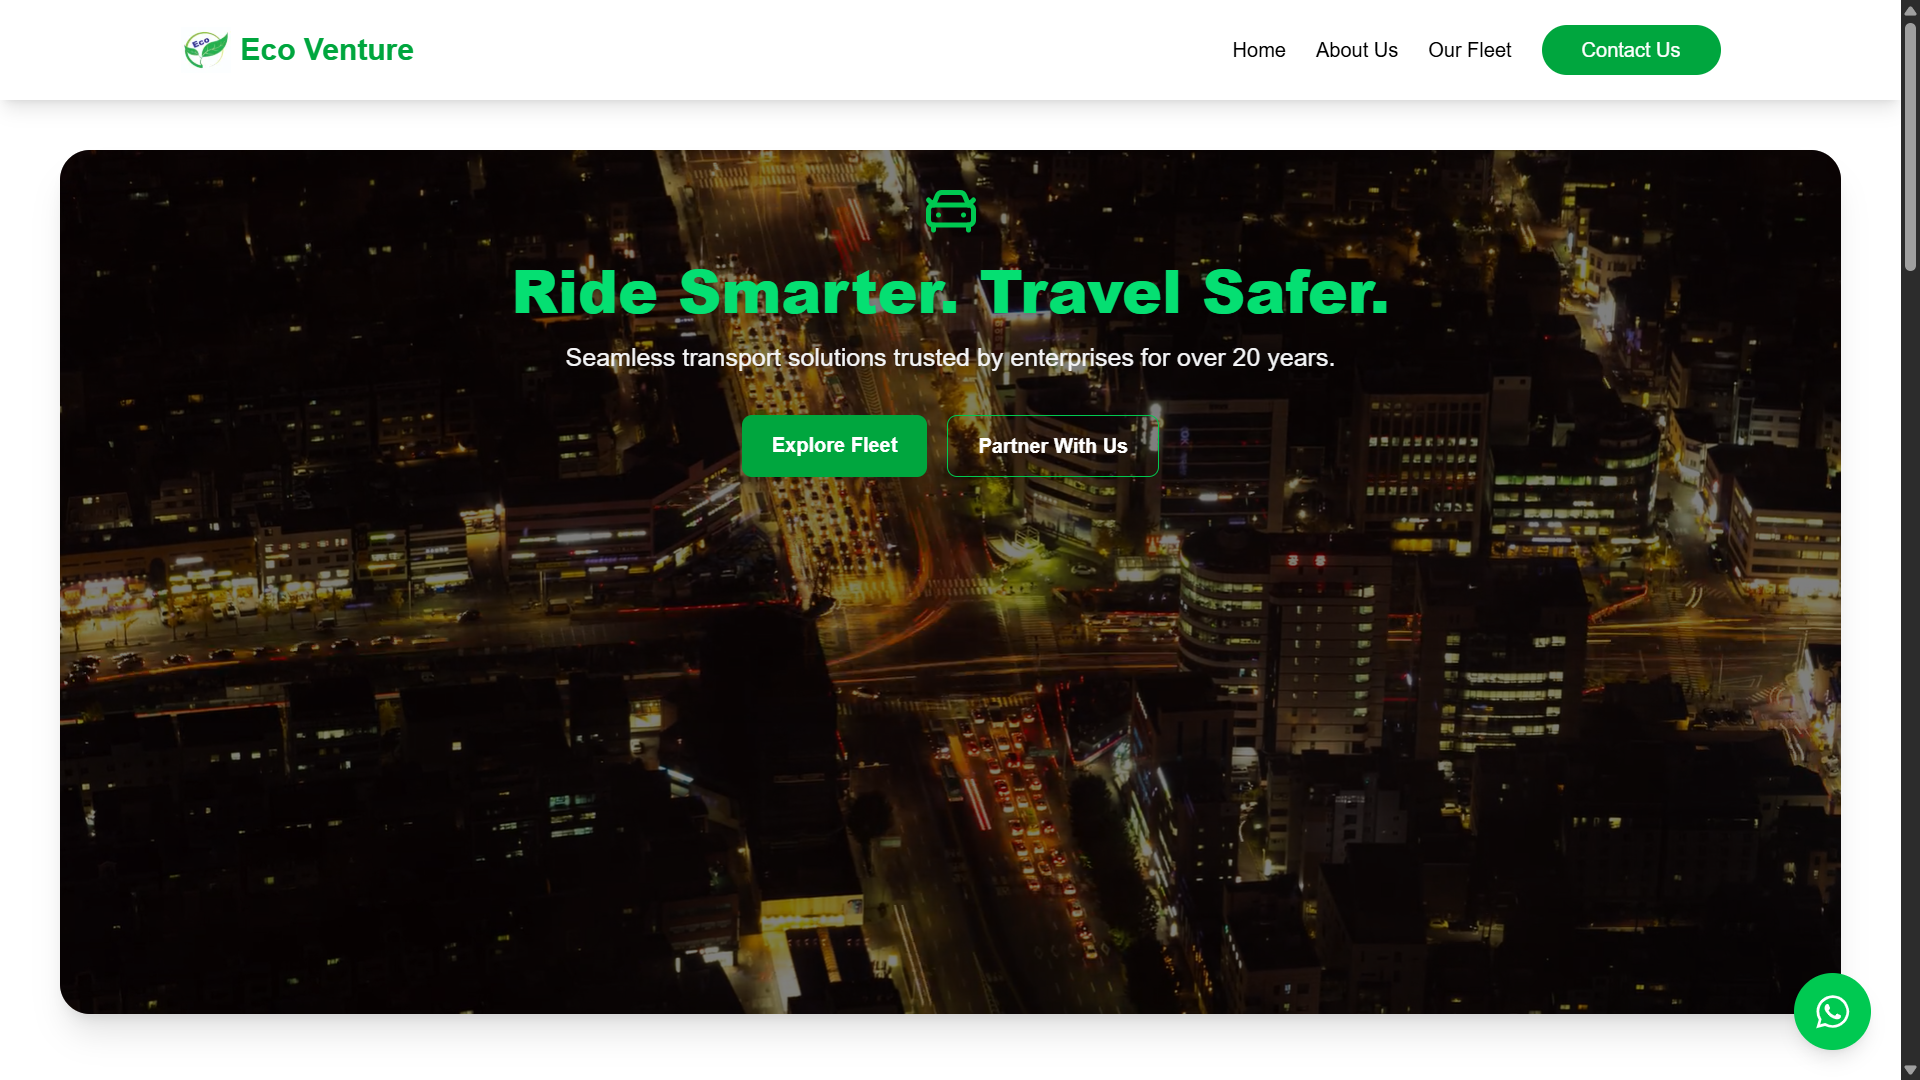 Eco
Eco Venture
Home
About Us
Our Fleet
Contact Us
Ride Smarter. Travel Safer.
Seamless transport solutions trusted by enterprises for over 20 years.
Explore Fleet
Partner With Us